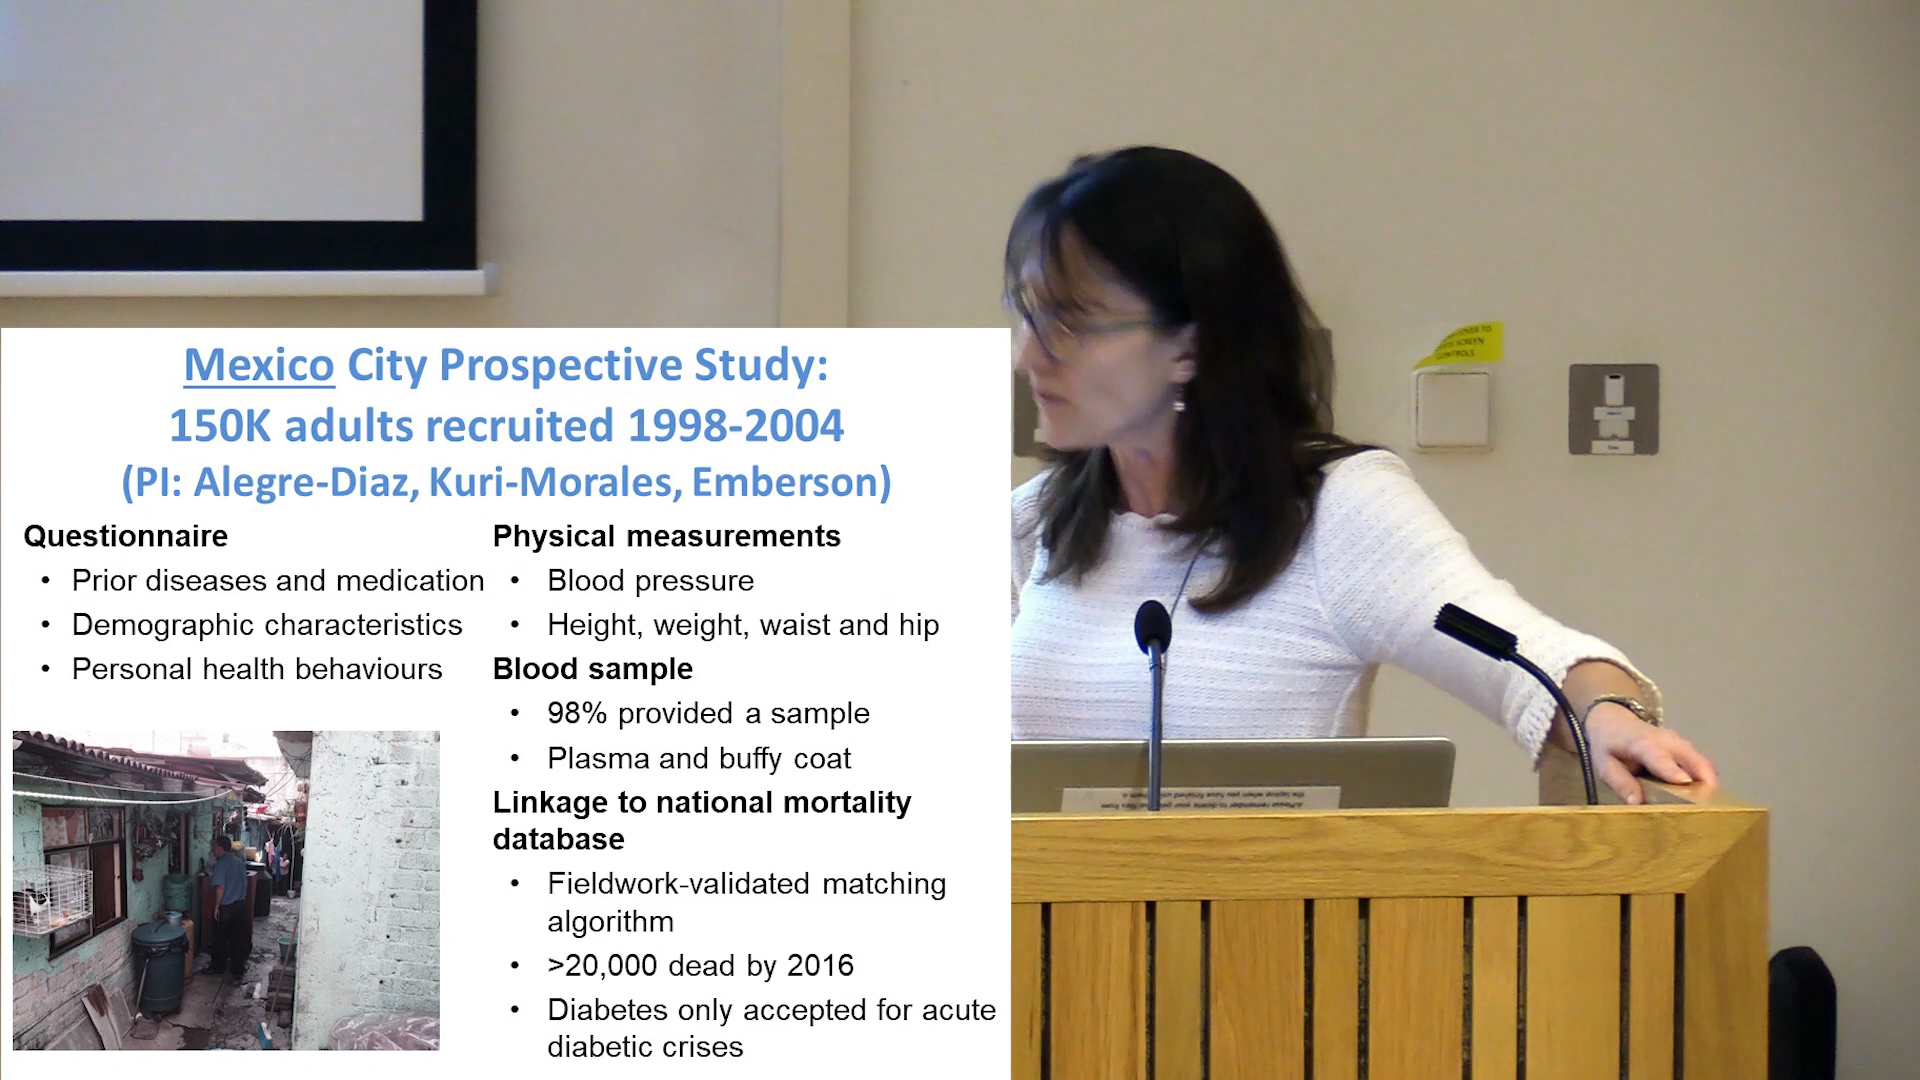 Mexico City Prospective Study:
150K adults recruited 1998-2004
(PI: Alegre-Diaz, Kuri-Morales, Emberson)
Questionnaire
• Prior diseases and medication
• Demographic characteristics
• Personal health behaviours
Physical measurements
• Blood pressure
• Height, weight, waist and hip
Blood sample
• 98% provided a sample
• Plasma and buffy coat
Linkage to national mortality
database
• Fieldwork-validated matching
algorithm
• >20,000 dead by 2016
• Diabetes only accepted for acute
diabetic crises
SCREEN
CONTROLS